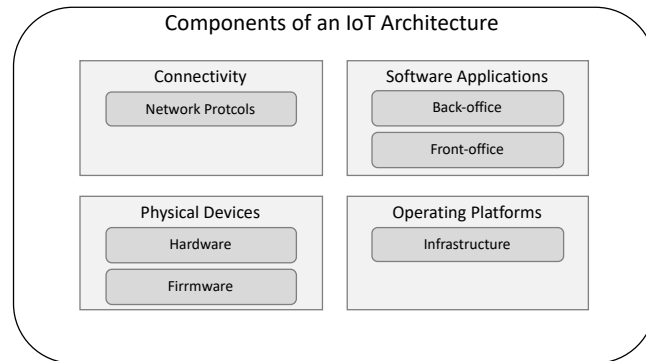 Components of an IoT Architecture
Connectivity
Network Protcols
Software Applications
Back-office
Front-office
Physical Devices
Hardware
Firrmware
Operating Platforms
Infrastructure